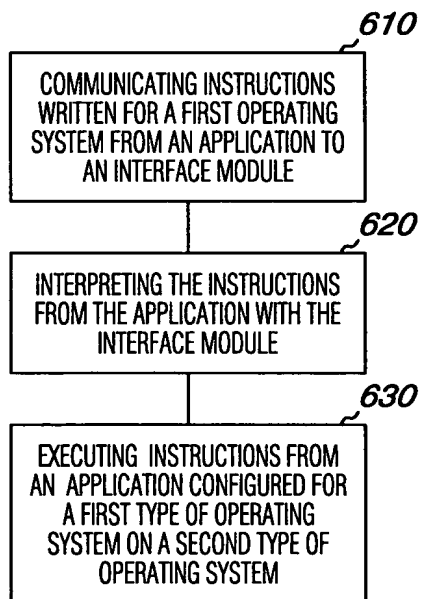 610
COMMUNICATING INSTRUCTIONS
WRITTEN FOR A FIRST OPERATING
SYSTEM FROM AN APPLICATION TO
AN INTERFACE MODULE
620
INTERPRETING THE INSTRUCTIONS
FROM THE APPLICATION WITH THE
INTERFACE MODULE
630
EXECUTING INSTRUCTIONS FROM
AN APPLICATION CONFIGURED FOR
A FIRST TYPE OF OPERATING
SYSTEM ON A SECOND TYPE OF
OPERATING SYSTEM